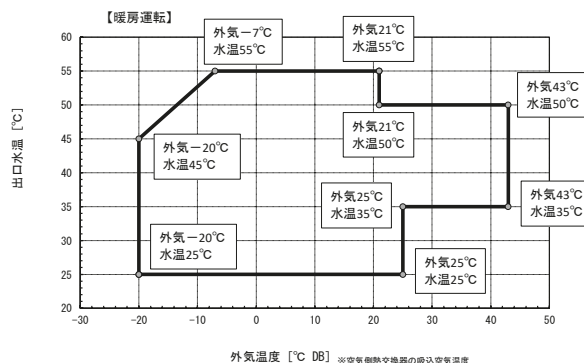 【暖房運転】
60
55
50
45
40
35
30
25
20
出口水温 [℃]
外気－7℃
水温55℃
外気21℃
水温55℃
外気43℃
水温50℃
外気21℃
水温50℃
外気－20℃
水温45℃
外気25℃
水温35℃
外気43℃
水温35℃
外気－20℃
水温25℃
外気25℃
水温25℃
-30 -20 -10 0 10 20 30 40 50
外気温度 [℃ DB] ※空気側熱交換器の吸込空気温度